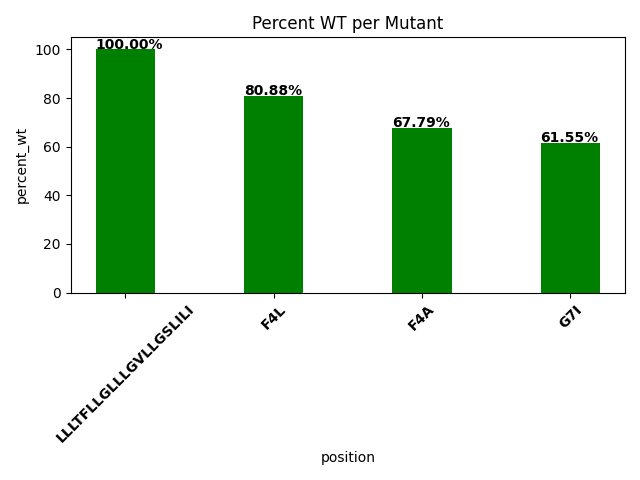 Percent WT per Mutant
100.00%
80.88%
67.79%
61.55%
100
80
60
40
20
0
percent_wt
LLLTFLLGLLLGVLLGSLILI
F4L
F4A
G7I
position